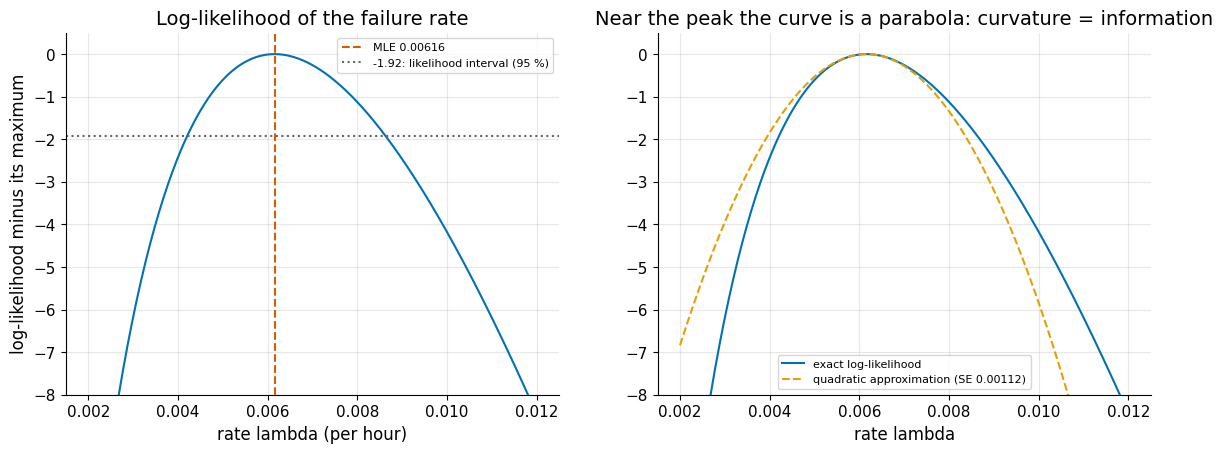 Log-likelihood of the failure rate
MLE 0.00616
-1.92: likelihood interval (95 %)
log-likelihood minus its maximum
0
−1
−2
−3
−4
−5
−6
−7
−8
0.002 0.004 0.006 0.008 0.010 0.012
rate lambda (per hour)
Near the peak the curve is a parabola: curvature = information
0
−1
−2
−3
−4
−5
−6
−7
−8
exact log-likelihood
quadratic approximation (SE 0.00112)
0.002 0.004 0.006 0.008 0.010 0.012
rate lambda